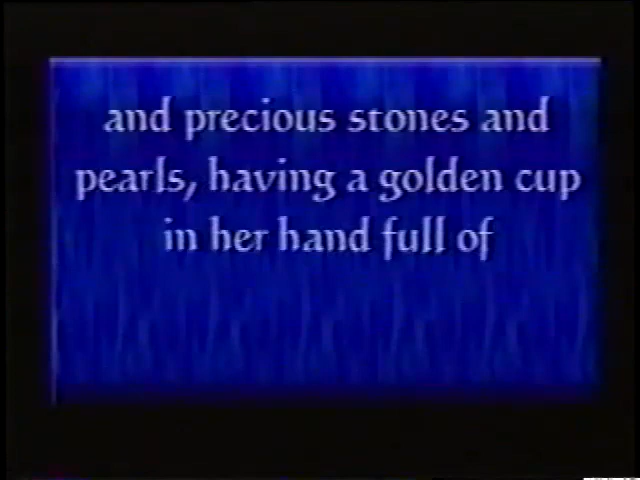 and precious stones and
pearls, having a golden cup
in her hand full of